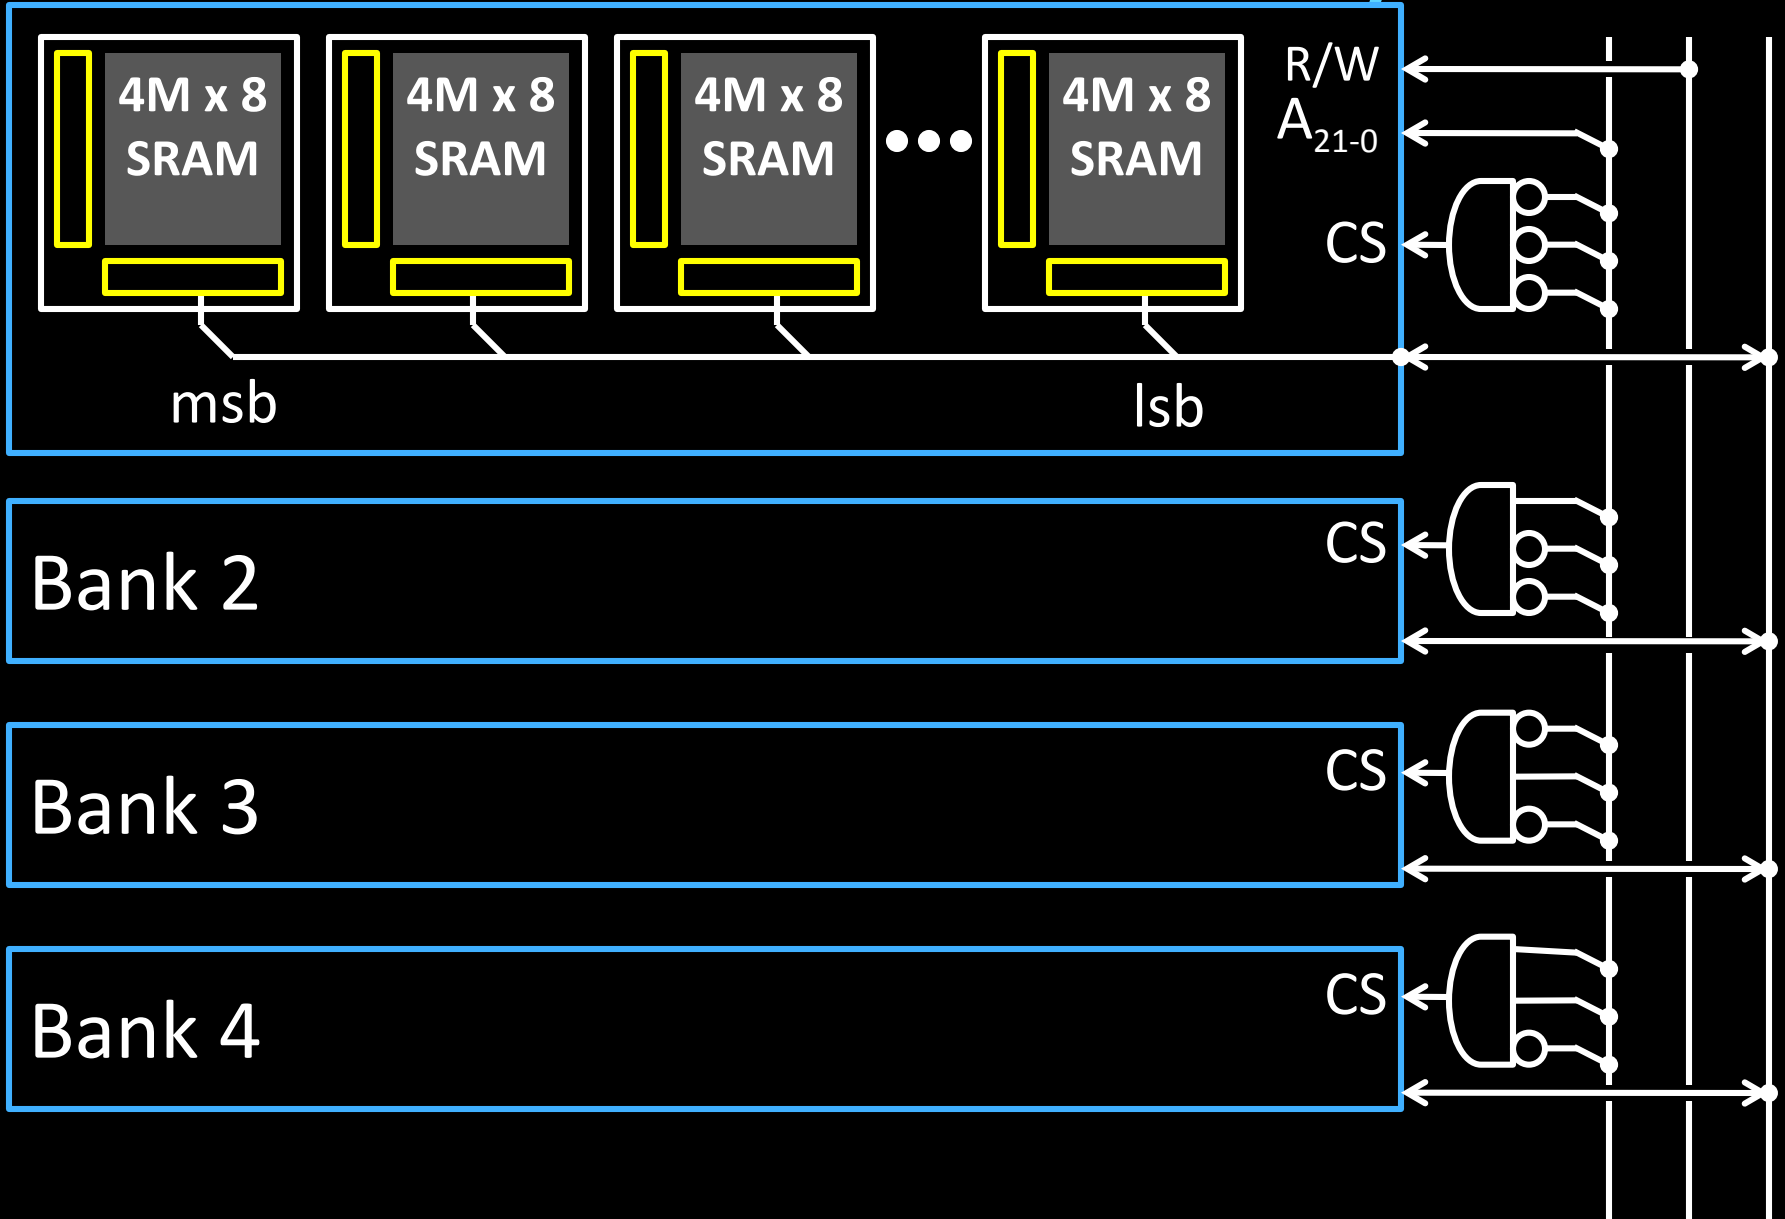 4M x 8
SRAM
4M x 8
SRAM
4M x 8
SRAM
4M x 8
SRAM
R/W
A21-0
CS
msb
lsb
Bank 2
CS
Bank 3
CS
Bank 4
CS